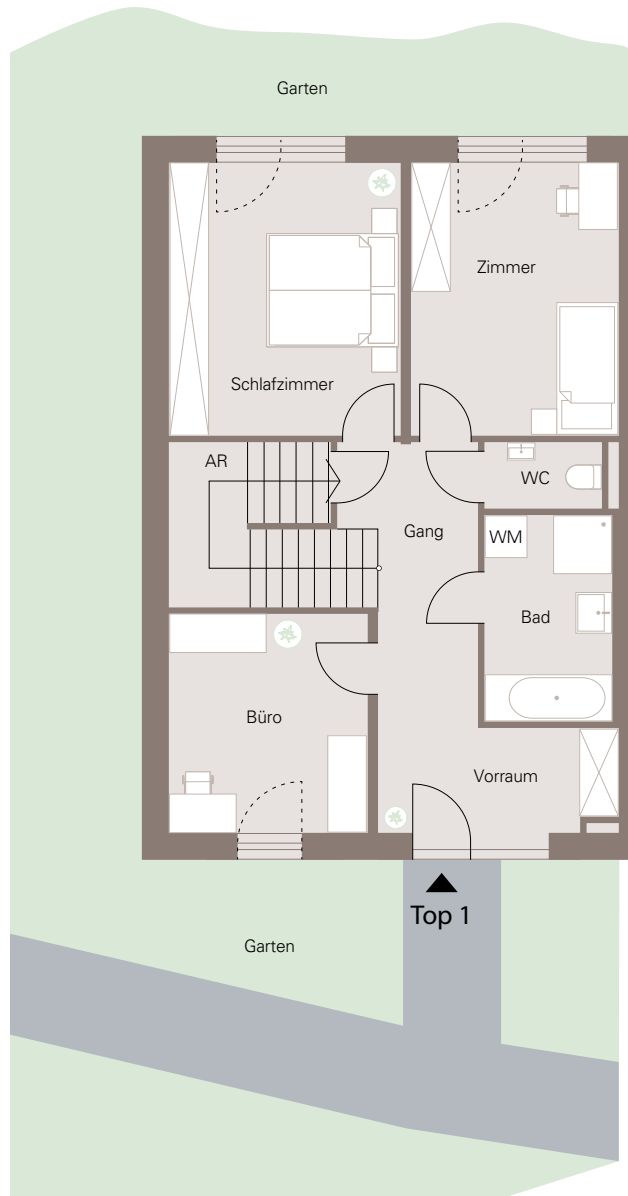 Garten
Zimmer
Schlafzimmer
AR
WC
Gang
WM
Bad
Büro
Vorraum
Top 1
Garten